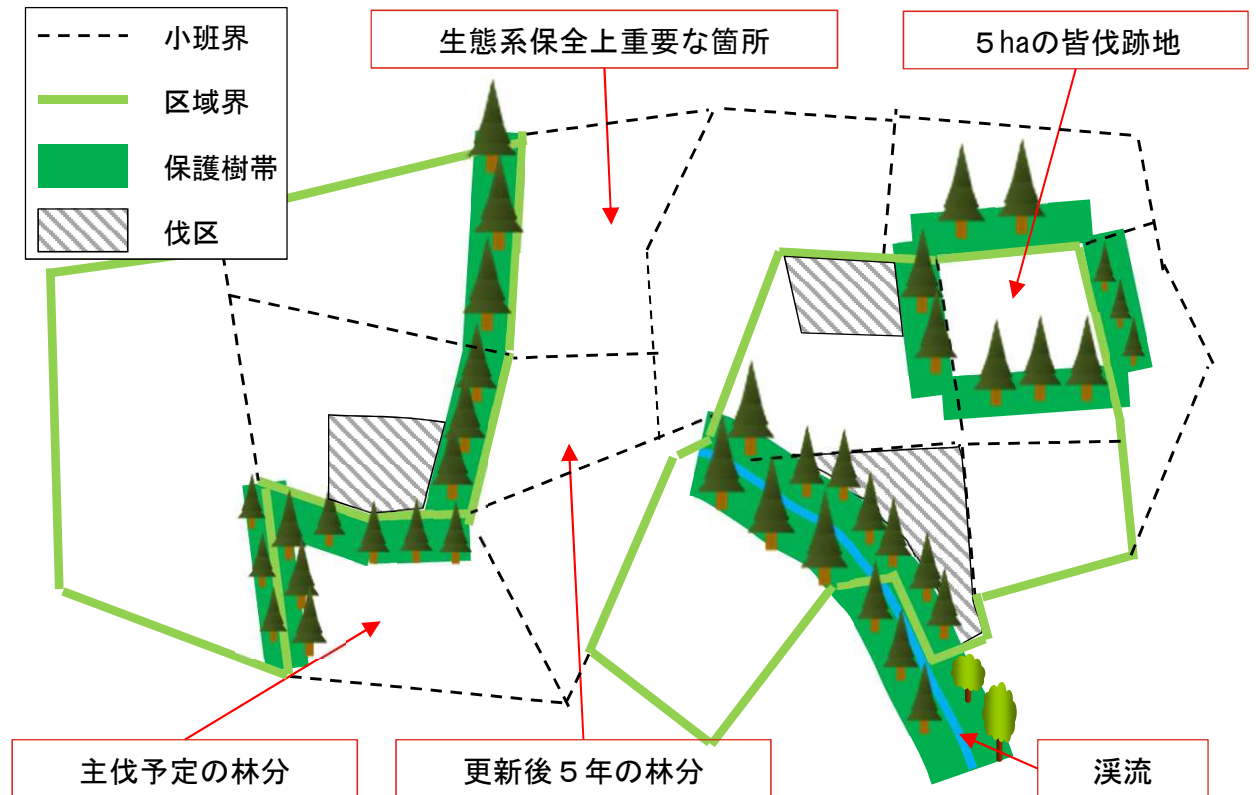 小班界
区域界
保護樹帯
伐区
生態系保全上重要な箇所
５haの皆伐跡地
主伐予定の林分
更新後５年の林分
渓流